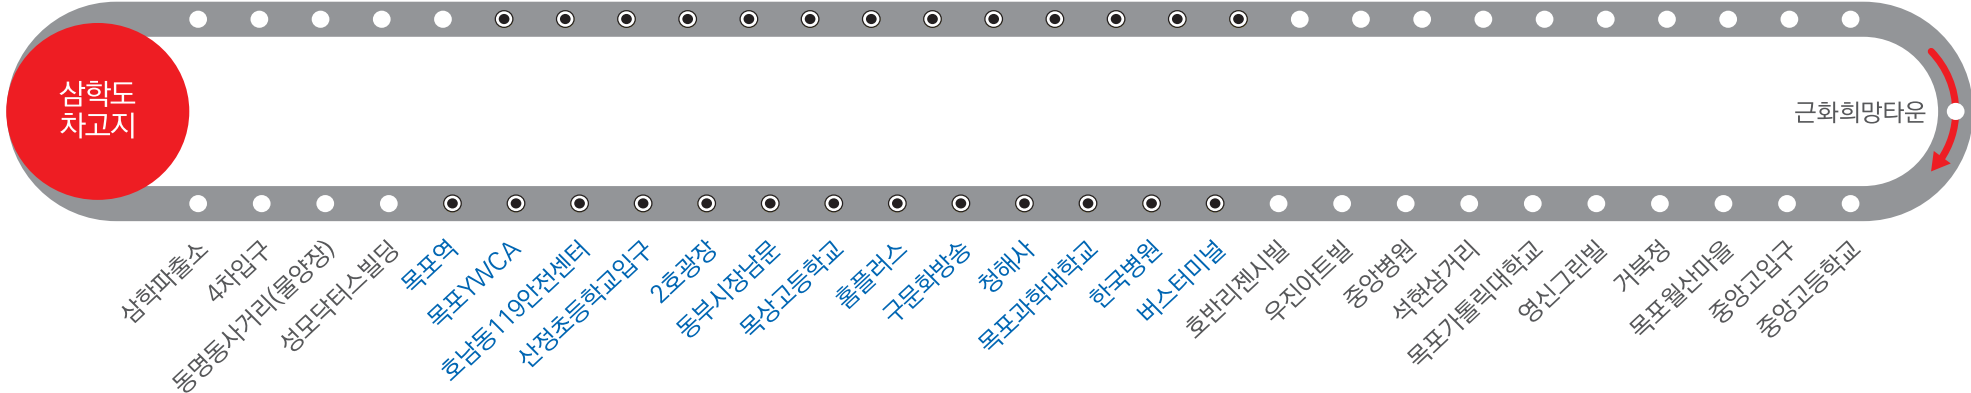 삼학도
차고지
근화희망타운
삼학파출소
4차입구
동명동사거리(물양장)
성모닥터스빌딩
목포역
목포YWCA
호남동119안전센터
산정초등학교입구
2호광장
동부시장남문
목상고등학교
홈플러스
구문화방송
청해사
목포과학대학교
한국병원
버스터미널
호반리젠시빌
우진아트빌
중앙병원
석현삼거리
목포가톨릭대학교
영신그린빌
거북정
목포월산마을
중앙고입구
중앙고등학교